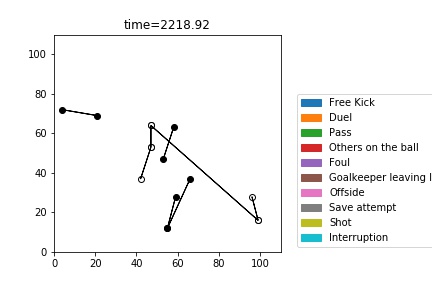 time=2218.92
100
80
60
40
20
0
0 20 40 60 80 100
Free Kick
Duel
Pass
Others on the ball
Foul
Goalkeeper leaving l
Offside
Save attempt
Shot
Interruption